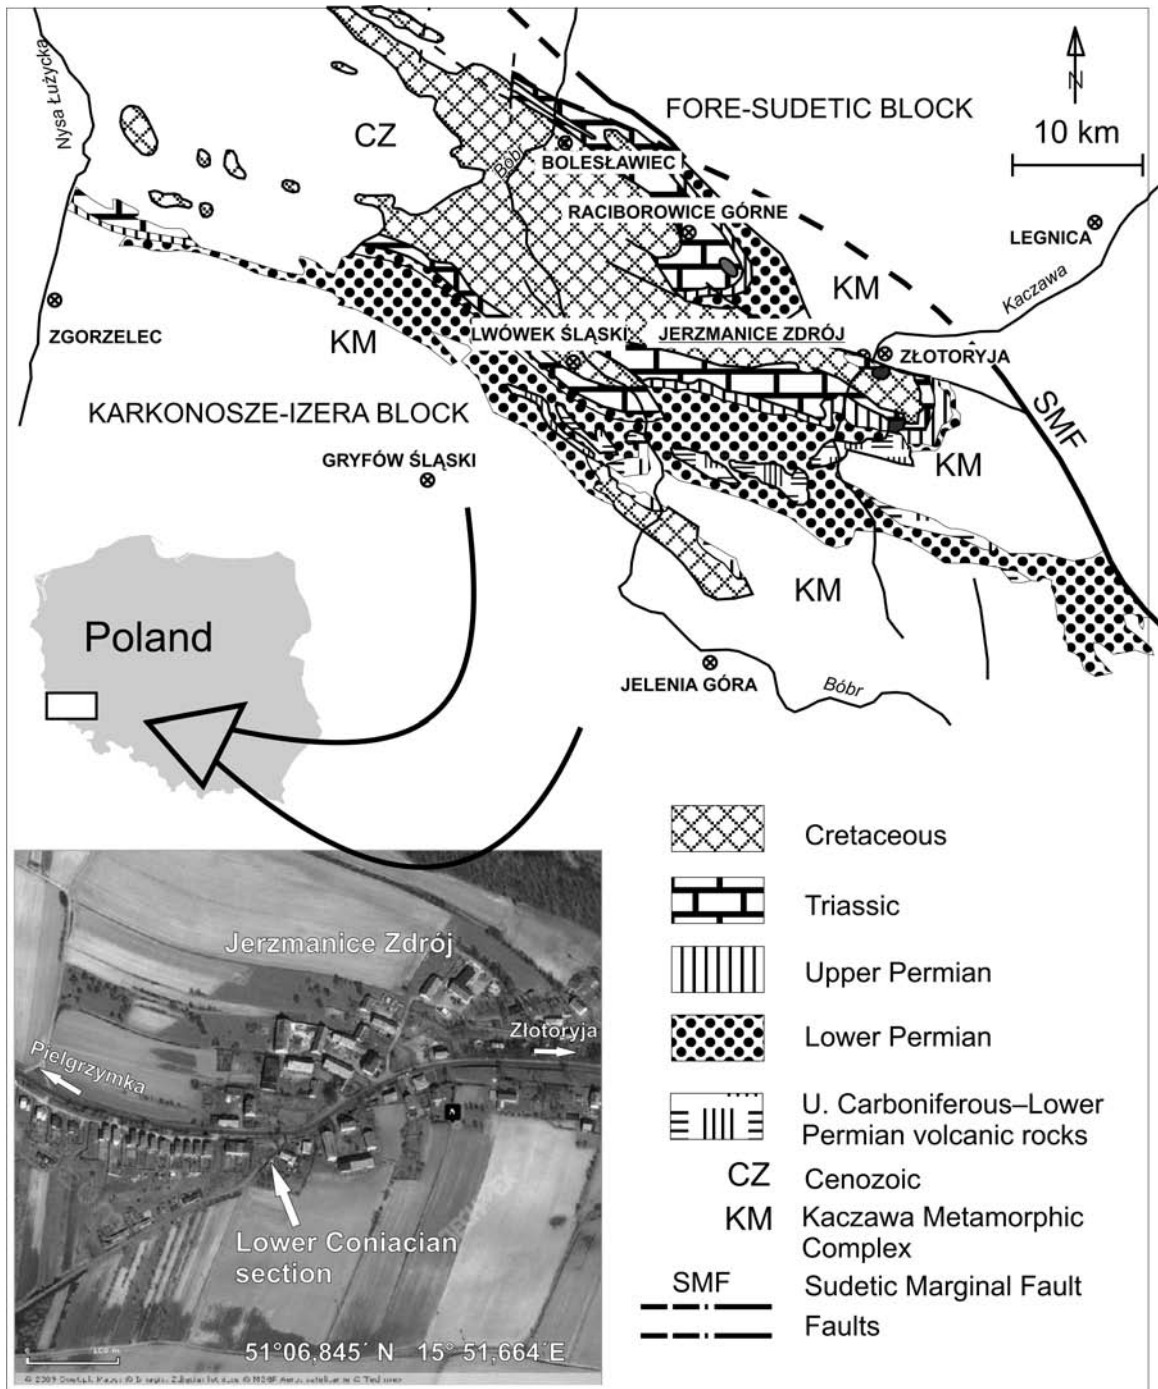 Nysa Łużycka
CZ
FORE-SUDETIC BLOCK
N
10 km
Bóbr
BOLESŁAWIEC
RACIBOROWICE GÓRNE
LEGNICA
KM
Kaczawa
ZGORZELEC
KM
LWÓWEK ŚLĄSKI
JERZMANICE ZDRÓJ
ZŁOTORYJA
KARKONOSZE-IZERA BLOCK
SMF
GRYFÓW ŚLĄSKI
KM
KM
Poland
JELENIA GÓRA
Bóbr
Cretaceous
Triassic
Upper Permian
Lower Permian
U. Carboniferous–Lower
Permian volcanic rocks
CZ Cenozoic
KM Kaczawa Metamorphic
Complex
SMF Sudetic Marginal Fault
Faults
Jerzmanice Zdrój
Złotoryja
Pielgrzymka
Lower Coniacian
section
51°06,845´ N 15° 51,664´E